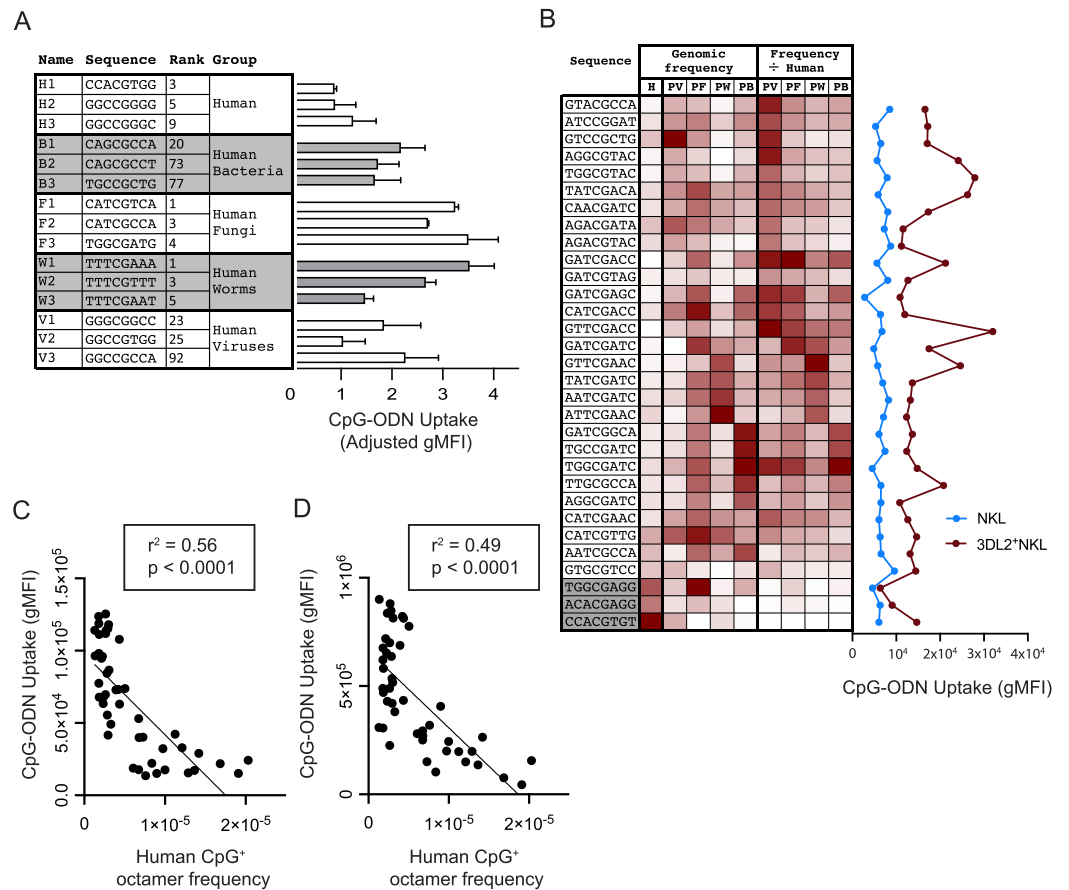 A
Name Sequence Rank Group
H1 CCACGTGG 3
H2 GGCCGGGG 5
H3 GGCCGGGC 9
Human
B1 CAGCGCCA 20
B2 CAGCGCCT 73
B3 TGCCGCTG 77
Human
Bacteria
F1 CATCGTCA 1
F2 CATCGCCA 3
F3 TGGCGATG 4
Human
Fungi
W1 TTTCGAAA 1
W2 TTTCGTTT 3
W3 TTTCGAAT 5
Human
Worms
V1 GGGCGGCC 23
V2 GGCCGTGG 25
V3 GGCCGCCA 92
Human
Viruses
0 1 2 3 4
CpG-ODN Uptake
(Adjusted gMFI)
B
Sequence
Genomic
frequency
Frequency
÷ Human
H PV PF PW PB PV PF PW PB
GTACGCCA
ATCCGGAT
GTCCGCTG
AGGCGTAC
TGGCGTAC
TATCGACA
CAACGATC
AGACGATA
AGACGTAC
GATCGACC
GATCGTAG
GATCGAGC
CATCGACC
GTTCGACC
GATCGATC
GTTCGAAC
TATCGATC
AATCGATC
ATTCGAAC
GATCGGCA
TGCCGATC
TGGCGATC
TTGCGCCA
AGGCGATC
CATCGAAC
CATCGTTG
AATCGCCA
GTGCGTCC
TGGCGAGG
ACACGAGG
CCACGTGT
NKL
3DL2⁺NKL
0 10⁴ 2x10⁴ 3x10⁴ 4x10⁴
CpG-ODN Uptake (gMFI)
C
r² = 0.56
p < 0.0001
CpG-ODN Uptake (gMFI)
1.5×10⁵
1.0×10⁵
5.0×10⁴
0.0
0 1×10⁻⁵ 2×10⁻⁵
Human CpG⁺
octamer frequency
D
r² = 0.49
p < 0.0001
CpG-ODN Uptake (gMFI)
1×10⁶
5×10⁵
0
0 1×10⁻⁵ 2×10⁻⁵
Human CpG⁺
octamer frequency